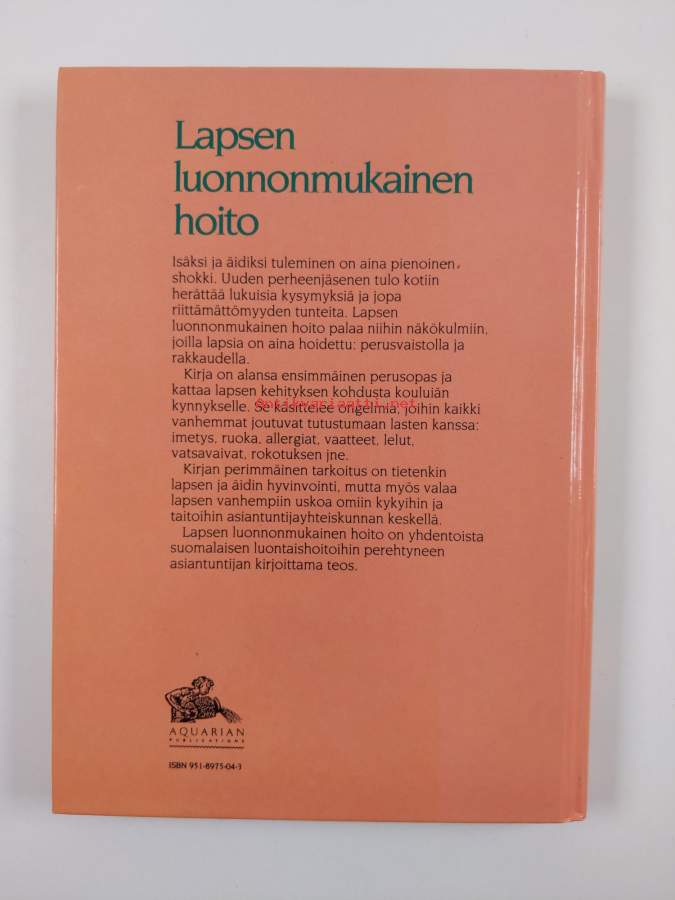 Lapsen
luonnonmukainen
hoito
Isäksi ja äidiksi tuleminen on aina pienoinen
shokki. Uuden perheenjäsenen tulo kotiin
herättää lukuisia kysymyksiä ja jopa
riittämättömyyden tunteita. Lapsen
luonnonmukainen hoito palaa niihin näkökulmiin,
joilla lapsia on aina hoidettu: perusvaistolla ja
rakkaudella.
Kirja on alansa ensimmäinen perusopas ja
kattaa lapsen kehityksen kohdusta kouluiän
antikvariaatti.net
kynnykselle. Se käsittelee ongelmia, joihin kaikki
vanhemmat joutuvat tutustumaan lasten kanssa:
imetys, ruoka, allergiat, vaatteet, lelut,
vatsavaivat, rokotuksen jne.
Kirjan perimmäinen tarkoitus on tietenkin
lapsen ja äidin hyvinvointi, mutta myös valaa
lapsen vanhempiin uskoa omiin kykyihin ja
taitoihin asiantuntijayhteiskunnan keskellä.
Lapsen luonnonmukainen hoito on yhdentoista
suomalaisen luontaishoitoihin perehtyneen
asiantuntijan kirjoittama teos.
AQUARIAN
PUBLICATIONS
ISBN 951-8975-04-3